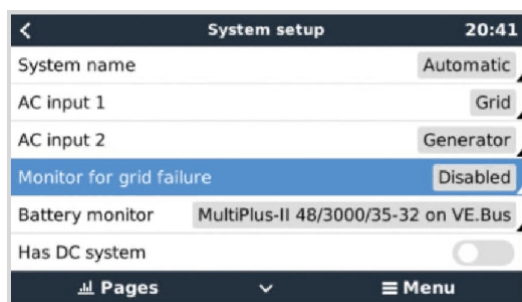 System setup 20:41
System name Automatic
AC input 1 Grid
AC input 2 Generator
Monitor for grid failure Disabled
Battery monitor MultiPlus-II 48/3000/35-32 on VE.Bus
Has DC system
Pages Menu